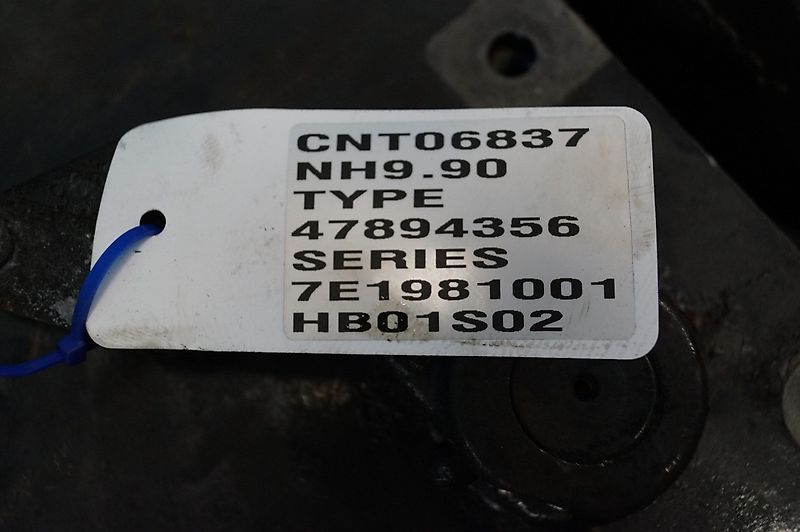 CNT06837
NH9.90
TYPE
47894356
SERIES
7E1981001
HB01S02